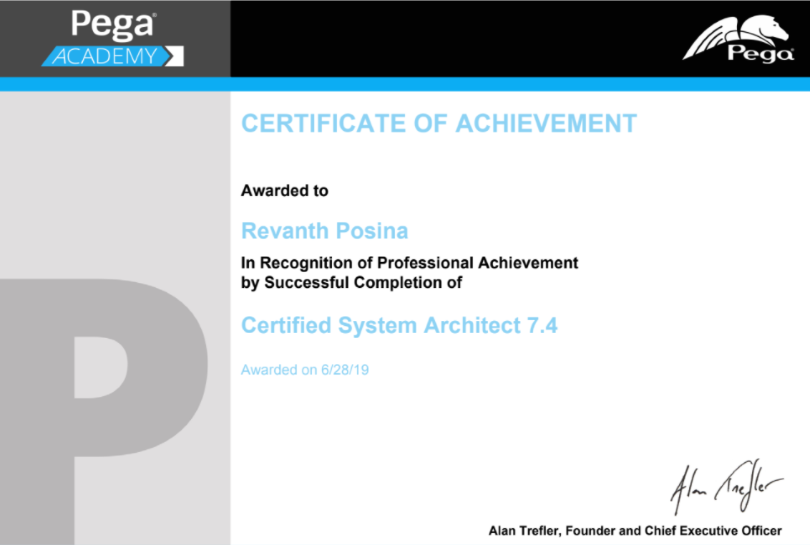 Pega®
ACADEMY
Pega®
CERTIFICATE OF ACHIEVEMENT
Awarded to
Revanth Posina
In Recognition of Professional Achievement
by Successful Completion of
Certified System Architect 7.4
Awarded on 6/28/19
Alan Trefler
Alan Trefler, Founder and Chief Executive Officer